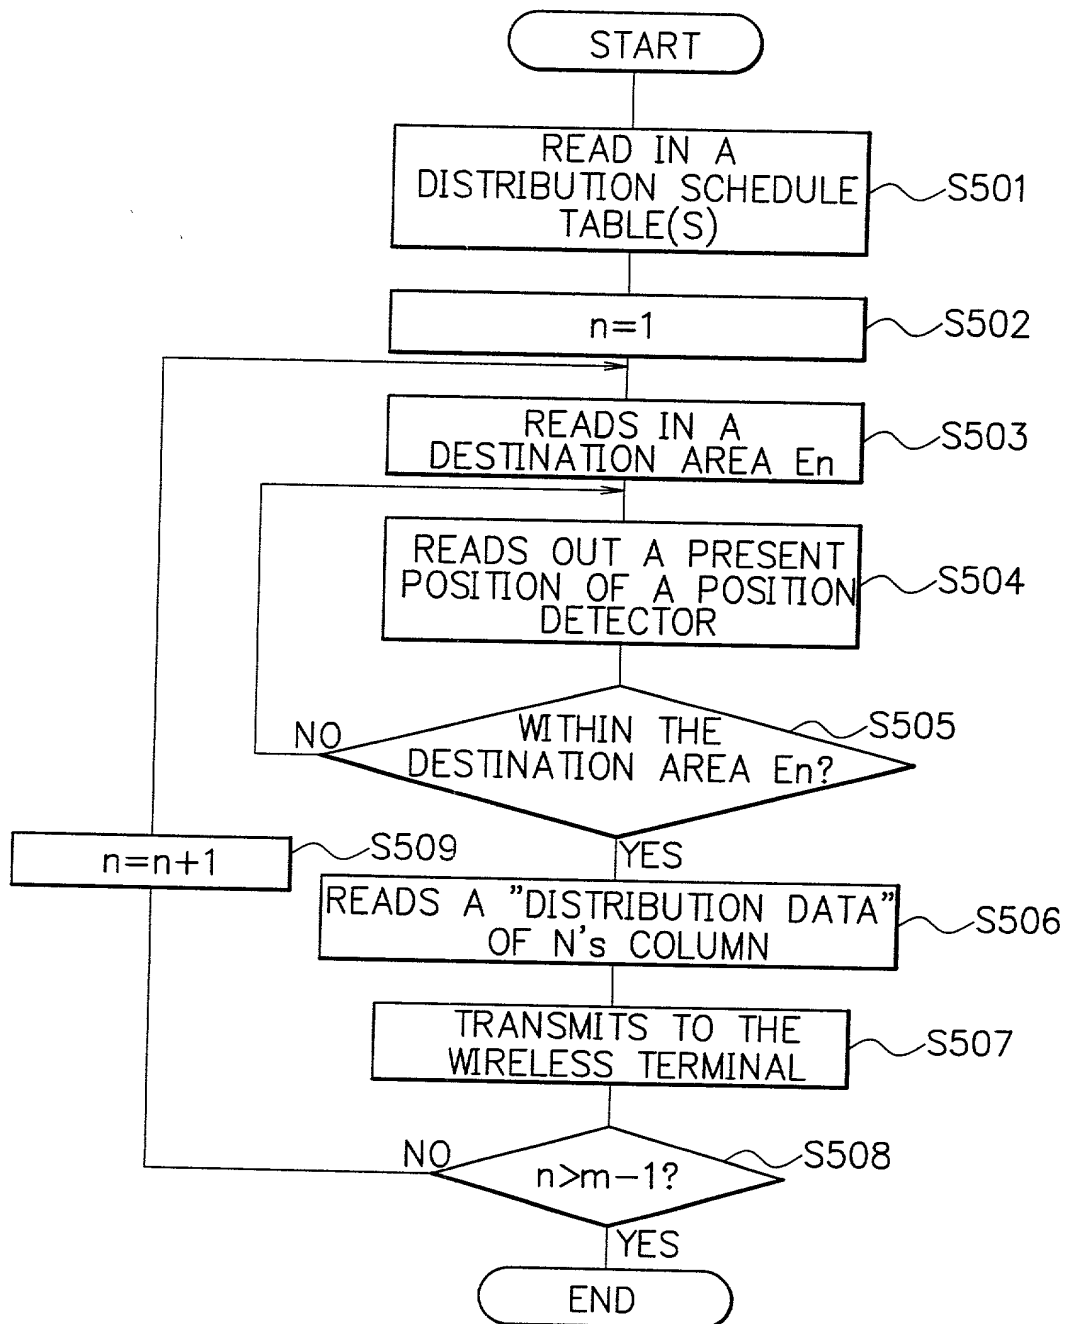 START
READ IN A
DISTRIBUTION SCHEDULE
TABLE(S)
S501
n=1
S502
READS IN A
DESTINATION AREA En
S503
READS OUT A PRESENT
POSITION OF A POSITION
DETECTOR
S504
WITHIN THE
DESTINATION AREA En?
S505
NO
YES
n=n+1
S509
READS A "DISTRIBUTION DATA"
OF N's COLUMN
S506
TRANSMITS TO THE
WIRELESS TERMINAL
S507
n>m-1?
S508
NO
YES
END